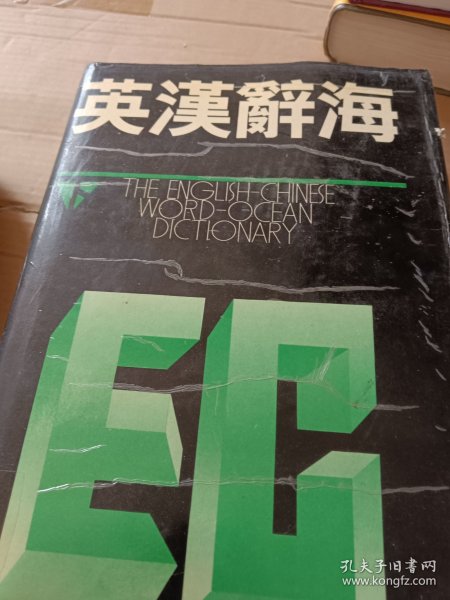 英漢辭海
THE ENGLISH-CHINESE
WORD-OCEAN
DICTIONARY
EC
孔夫子旧书网
www.kongfz.com